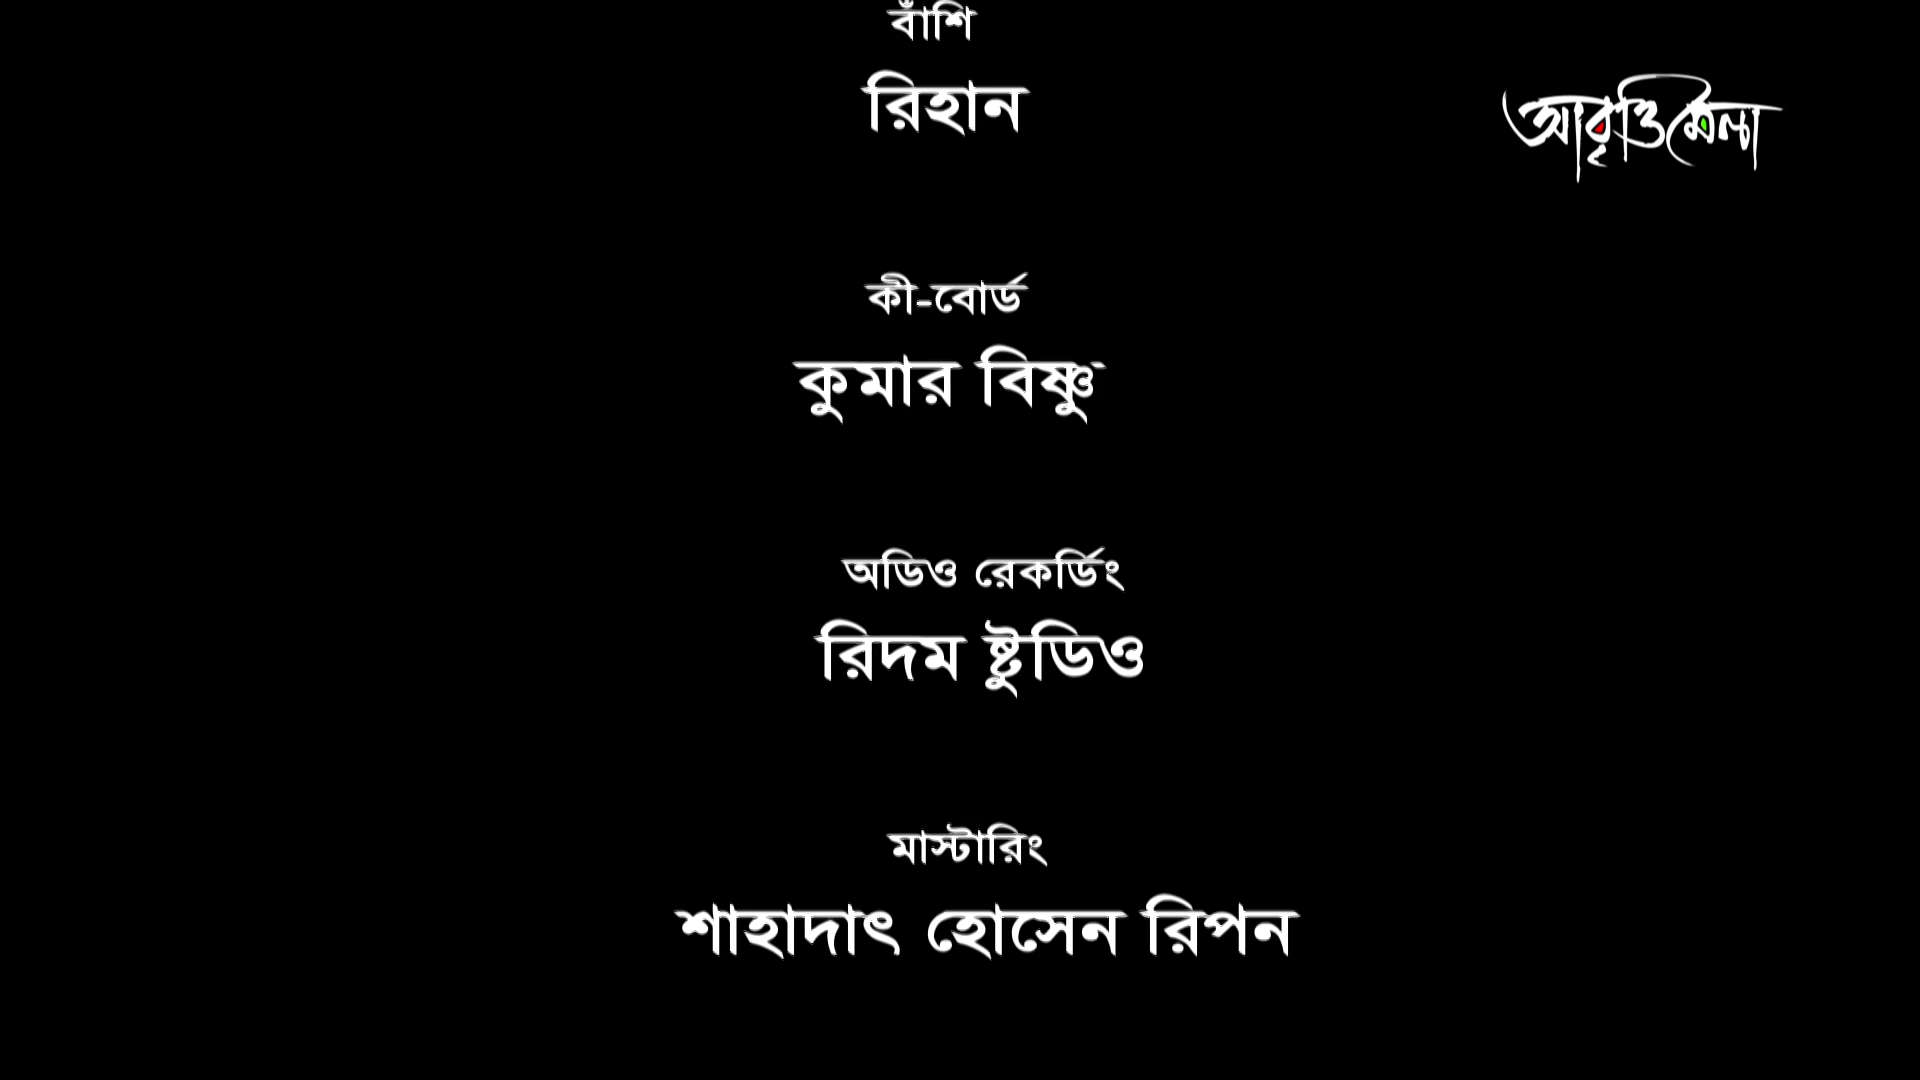 বাঁশি
রিহান
আবৃত্তিমেলা
কী-বোর্ড
কুমার বিষ্ণু
অডিও রেকর্ডিং
রিদম ষ্টুডিও
মাস্টারিং
শাহাদাৎ হোসেন রিপন